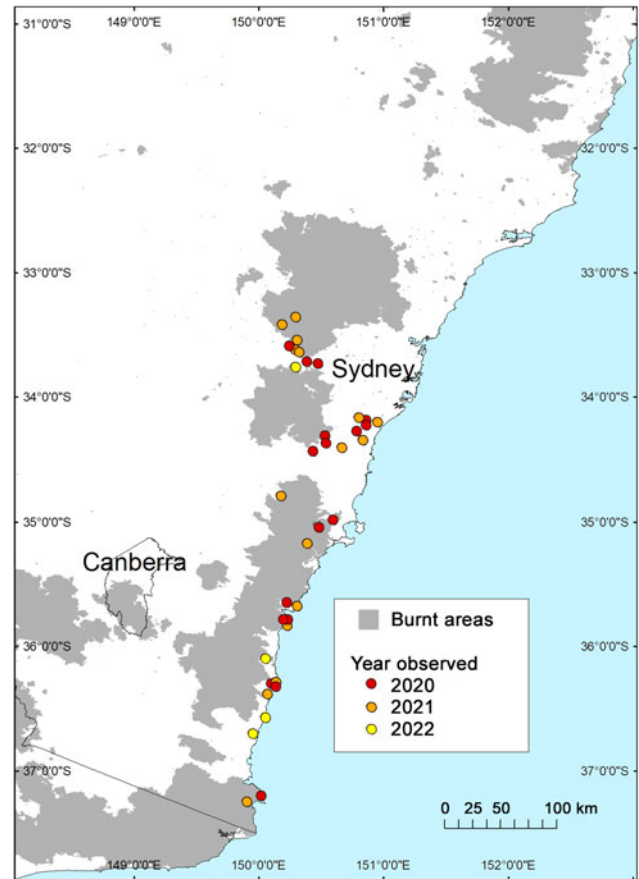 149°0'0"E 150°0'0"E 151°0'0"E 152°0'0"E
31°0'0"S 31°0'0"S
32°0'0"S 32°0'0"S
33°0'0"S 33°0'0"S
Sydney
34°0'0"S 34°0'0"S
35°0'0"S 35°0'0"S
Canberra
36°0'0"S 36°0'0"S
Burnt areas
Year observed
2020
2021
2022
37°0'0"S 37°0'0"S
0 25 50 100 km
149°0'0"E 150°0'0"E 151°0'0"E 152°0'0"E